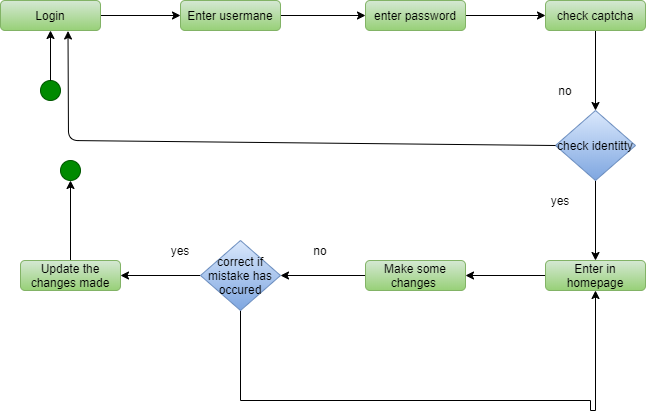 Login
Enter usermane
enter password
check captcha
no
check identitty
yes
Enter in
homepage
Make some
changes
no
correct if
mistake has
occured
yes
Update the
changes made